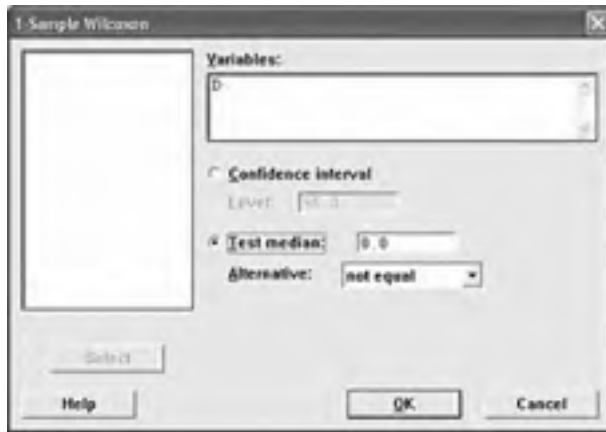 1-Sample Wilcoxon
Variables:
D
Confidence interval
Level:
Test median: 0.0
Alternative: not equal
Select
Help
OK
Cancel